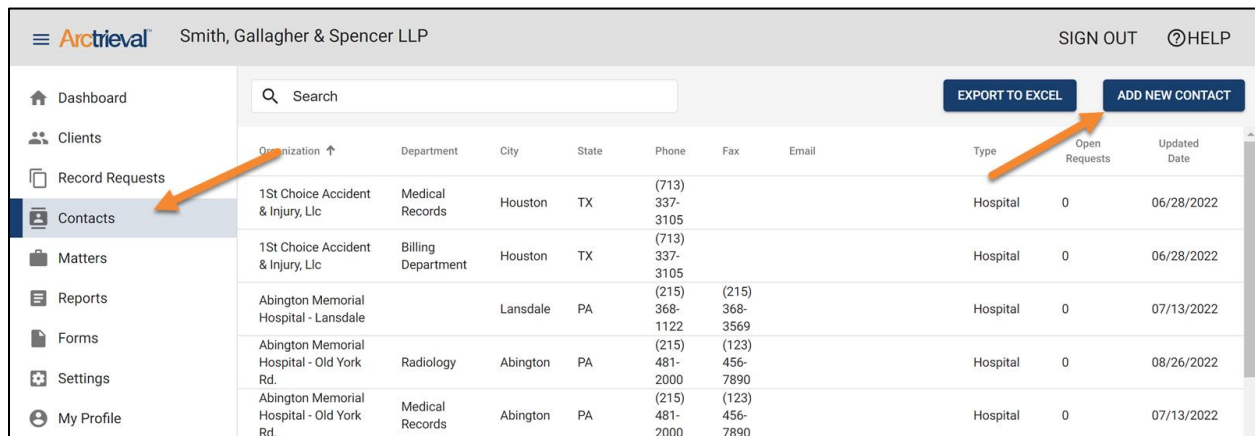 Arctrieval™ Smith, Gallagher & Spencer LLP SIGN OUT HELP
Dashboard
Clients
Record Requests
Contacts
Matters
Reports
Forms
Settings
My Profile
Search EXPORT TO EXCEL ADD NEW CONTACT
Organization ↑ Department City State Phone Fax Email Type Open Requests Updated Date
1St Choice Accident & Injury, Llc Medical Records Houston TX (713) 337-3105 Hospital 0 06/28/2022
1St Choice Accident & Injury, Llc Billing Department Houston TX (713) 337-3105 Hospital 0 06/28/2022
Abington Memorial Hospital - Lansdale Lansdale PA (215) 368-1122 (215) 368-3569 Hospital 0 07/13/2022
Abington Memorial Hospital - Old York Rd. Radiology Abington PA (215) 481-2000 (123) 456-7890 Hospital 0 08/26/2022
Abington Memorial Hospital - Old York Rd. Medical Records Abington PA (215) 481-2000 (123) 456-7890 Hospital 0 07/13/2022